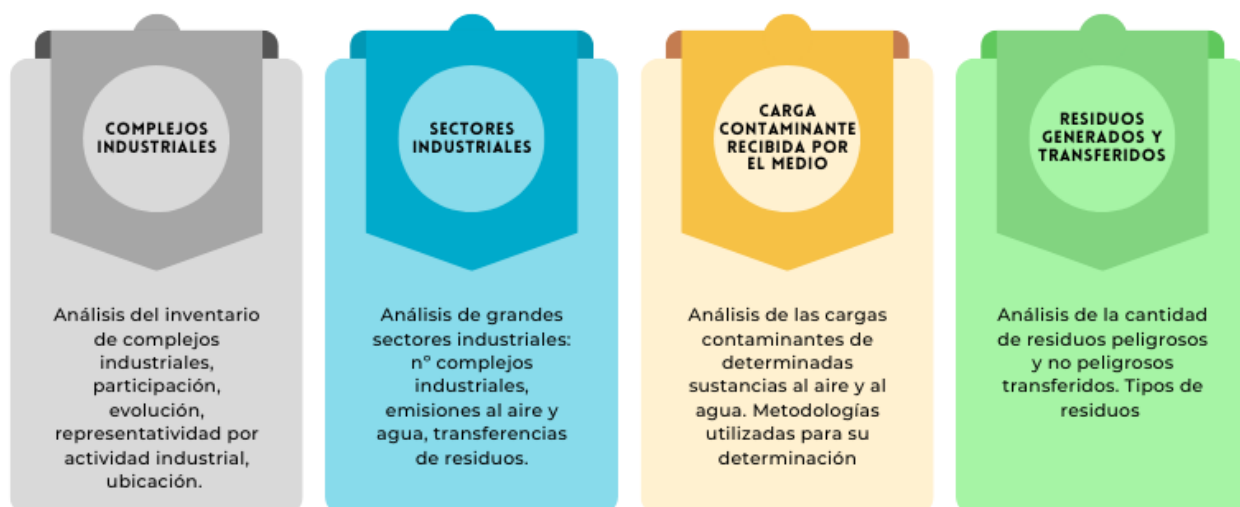 COMPLEJOS
INDUSTRIALES
Análisis del inventario
de complejos
industriales,
participación,
evolución,
representatividad por
actividad industrial,
ubicación.
SECTORES
INDUSTRIALES
Análisis de grandes
sectores industriales:
nº complejos
industriales,
emisiones al aire y
agua, transferencias
de residuos.
CARGA
CONTAMINANTE
RECIBIDA POR
EL MEDIO
Análisis de las cargas
contaminantes de
determinadas
sustancias al aire y al
agua. Metodologías
utilizadas para su
determinación
RESIDUOS
GENERADOS Y
TRANSFERIDOS
Análisis de la cantidad
de residuos peligrosos
y no peligrosos
transferidos. Tipos de
residuos